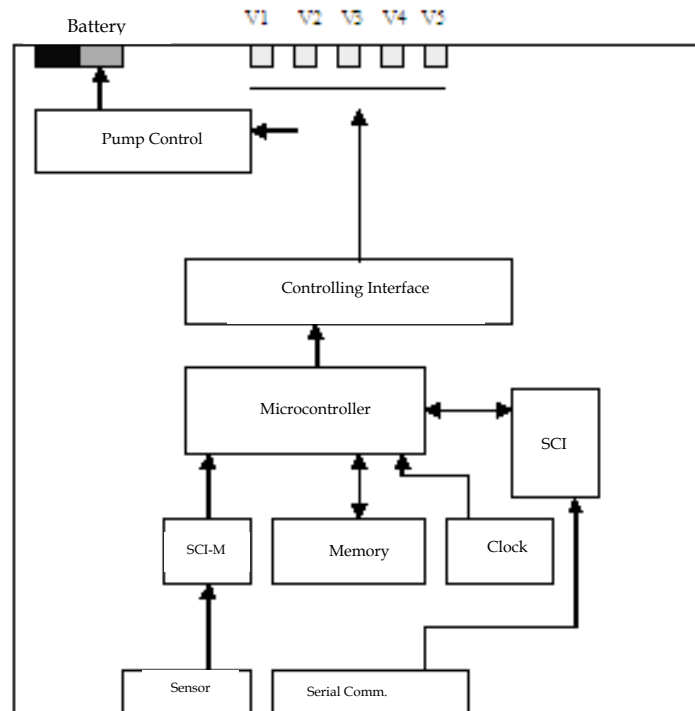 Battery
V1 V2 V3 V4 V5
Pump Control
Controlling Interface
Microcontroller
SCI
SCI-M
Memory
Clock
Sensor
Serial Comm.